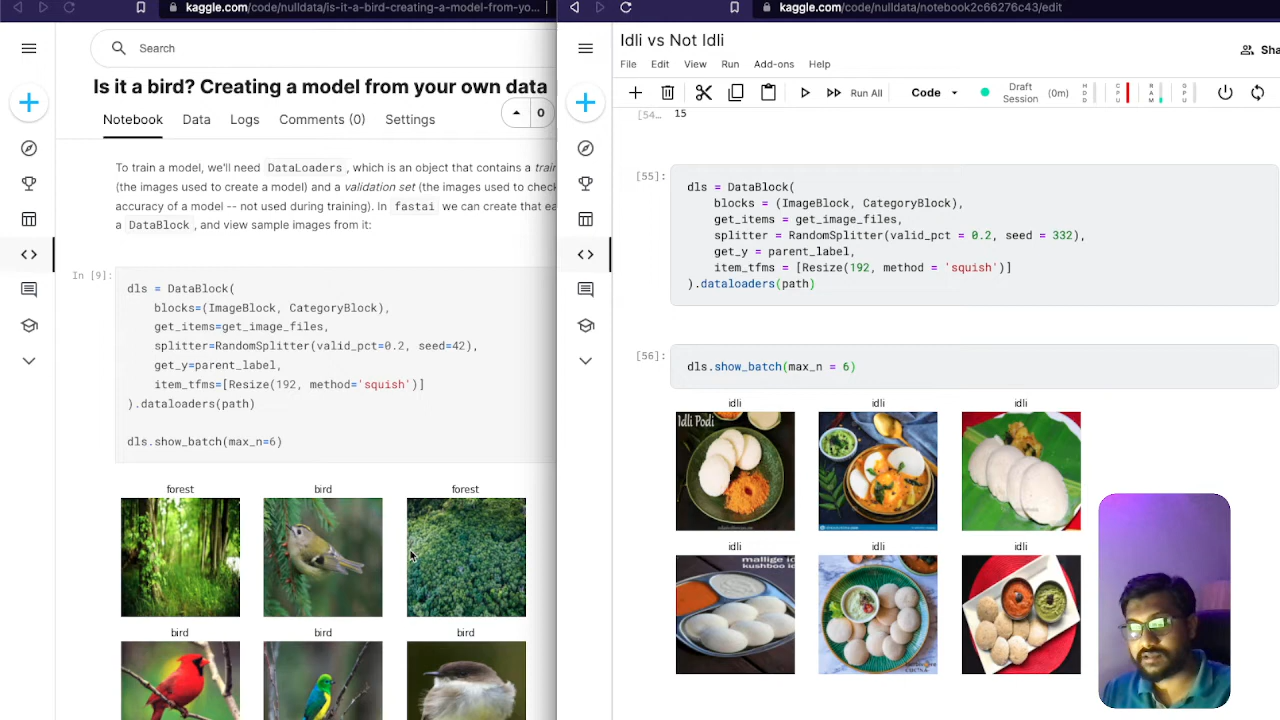 kaggle.com/code/nulldata/is-it-a-bird-creating-a-model-from-yo...
Search
Is it a bird? Creating a model from your own data
0
Notebook
Data
Logs
Comments (0)
Settings
To train a model, we'll need DataLoaders, which is an object that contains a train
(the images used to create a model) and a validation set (the images used to check
accuracy of a model -- not used during training). In fastai we can create that ea
a DataBlock, and view sample images from it:
In [9]:
dls = DataBlock(
blocks=(ImageBlock, CategoryBlock),
get_items=get_image_files,
splitter=RandomSplitter(valid_pct=0.2, seed=42),
get_y=parent_label,
item_tfms=[Resize(192, method='squish')]
).dataloaders(path)
dls.show_batch(max_n=6)
forest
bird
forest
bird
bird
bird
kaggle.com/code/nulldata/notebook2c66276c43/edit
Idli vs Not Idli
Sha
File
Edit
View
Run
Add-ons
Help
Run All
Code
Draft
Session
(0m)
HDD
CPU
RAM
[54...
15
[55]:
dls = DataBlock(
blocks = (ImageBlock, CategoryBlock),
get_items = get_image_files,
splitter = RandomSplitter(valid_pct = 0.2, seed = 332),
get_y = parent_label,
item_tfms = [Resize(192, method = 'squish')]
).dataloaders(path)
[56]:
dls.show_batch(max_n = 6)
idli
idli
idli
Idli Podi
idli
idli
idli
mallige id
kushboo id